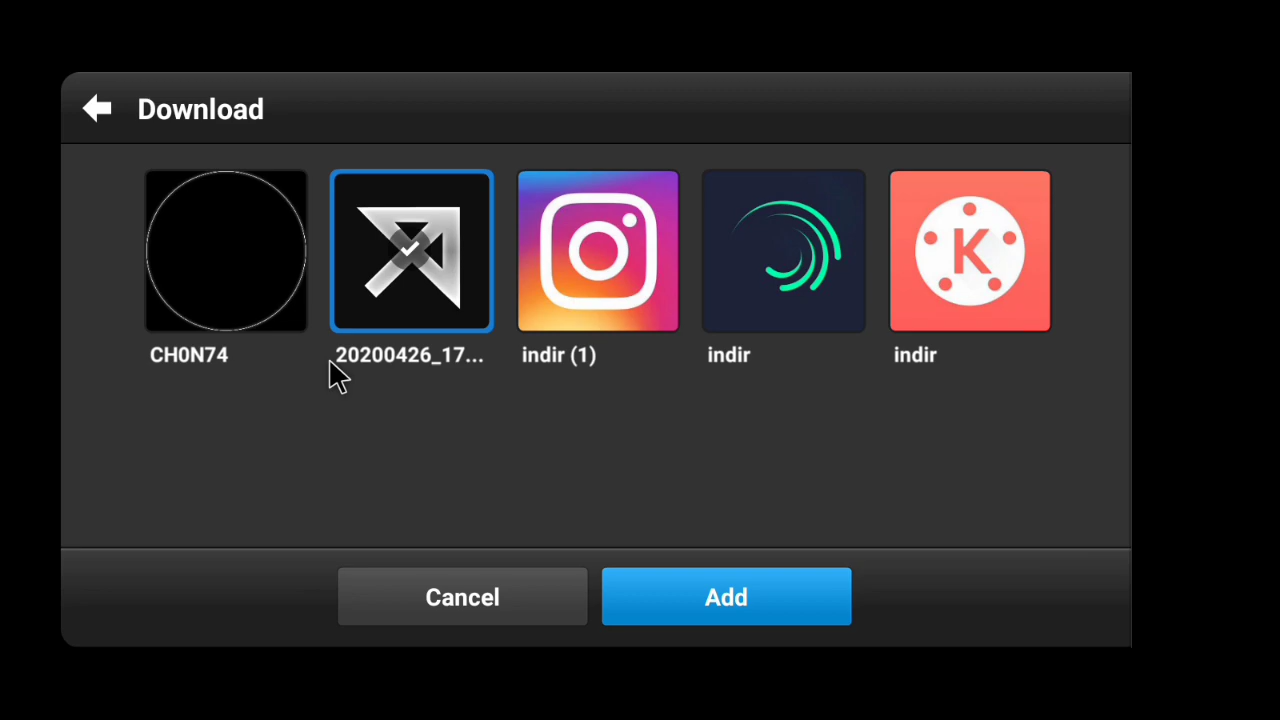 Download
CH0N74
20200426_17...
indir (1)
indir
indir
K
Cancel
Add